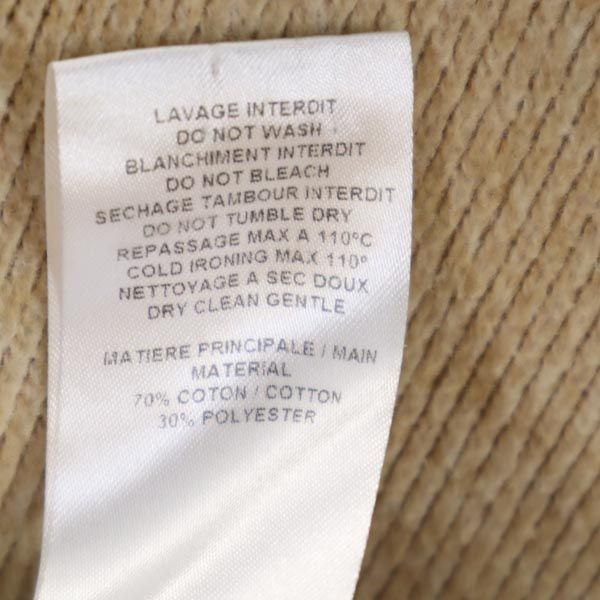 LAVAGE INTERDIT
DO NOT WASH
BLANCHIMENT INTERDIT
DO NOT BLEACH
SECHAGE TAMBOUR INTERDIT
DO NOT TUMBLE DRY
REPASSAGE MAX A 110°C
COLD IRONING MAX 110°
NETTOYAGE A SEC DOUX
DRY CLEAN GENTLE
MATIERE PRINCIPALE / MAIN
MATERIAL
70% COTON / COTTON
30% POLYESTER